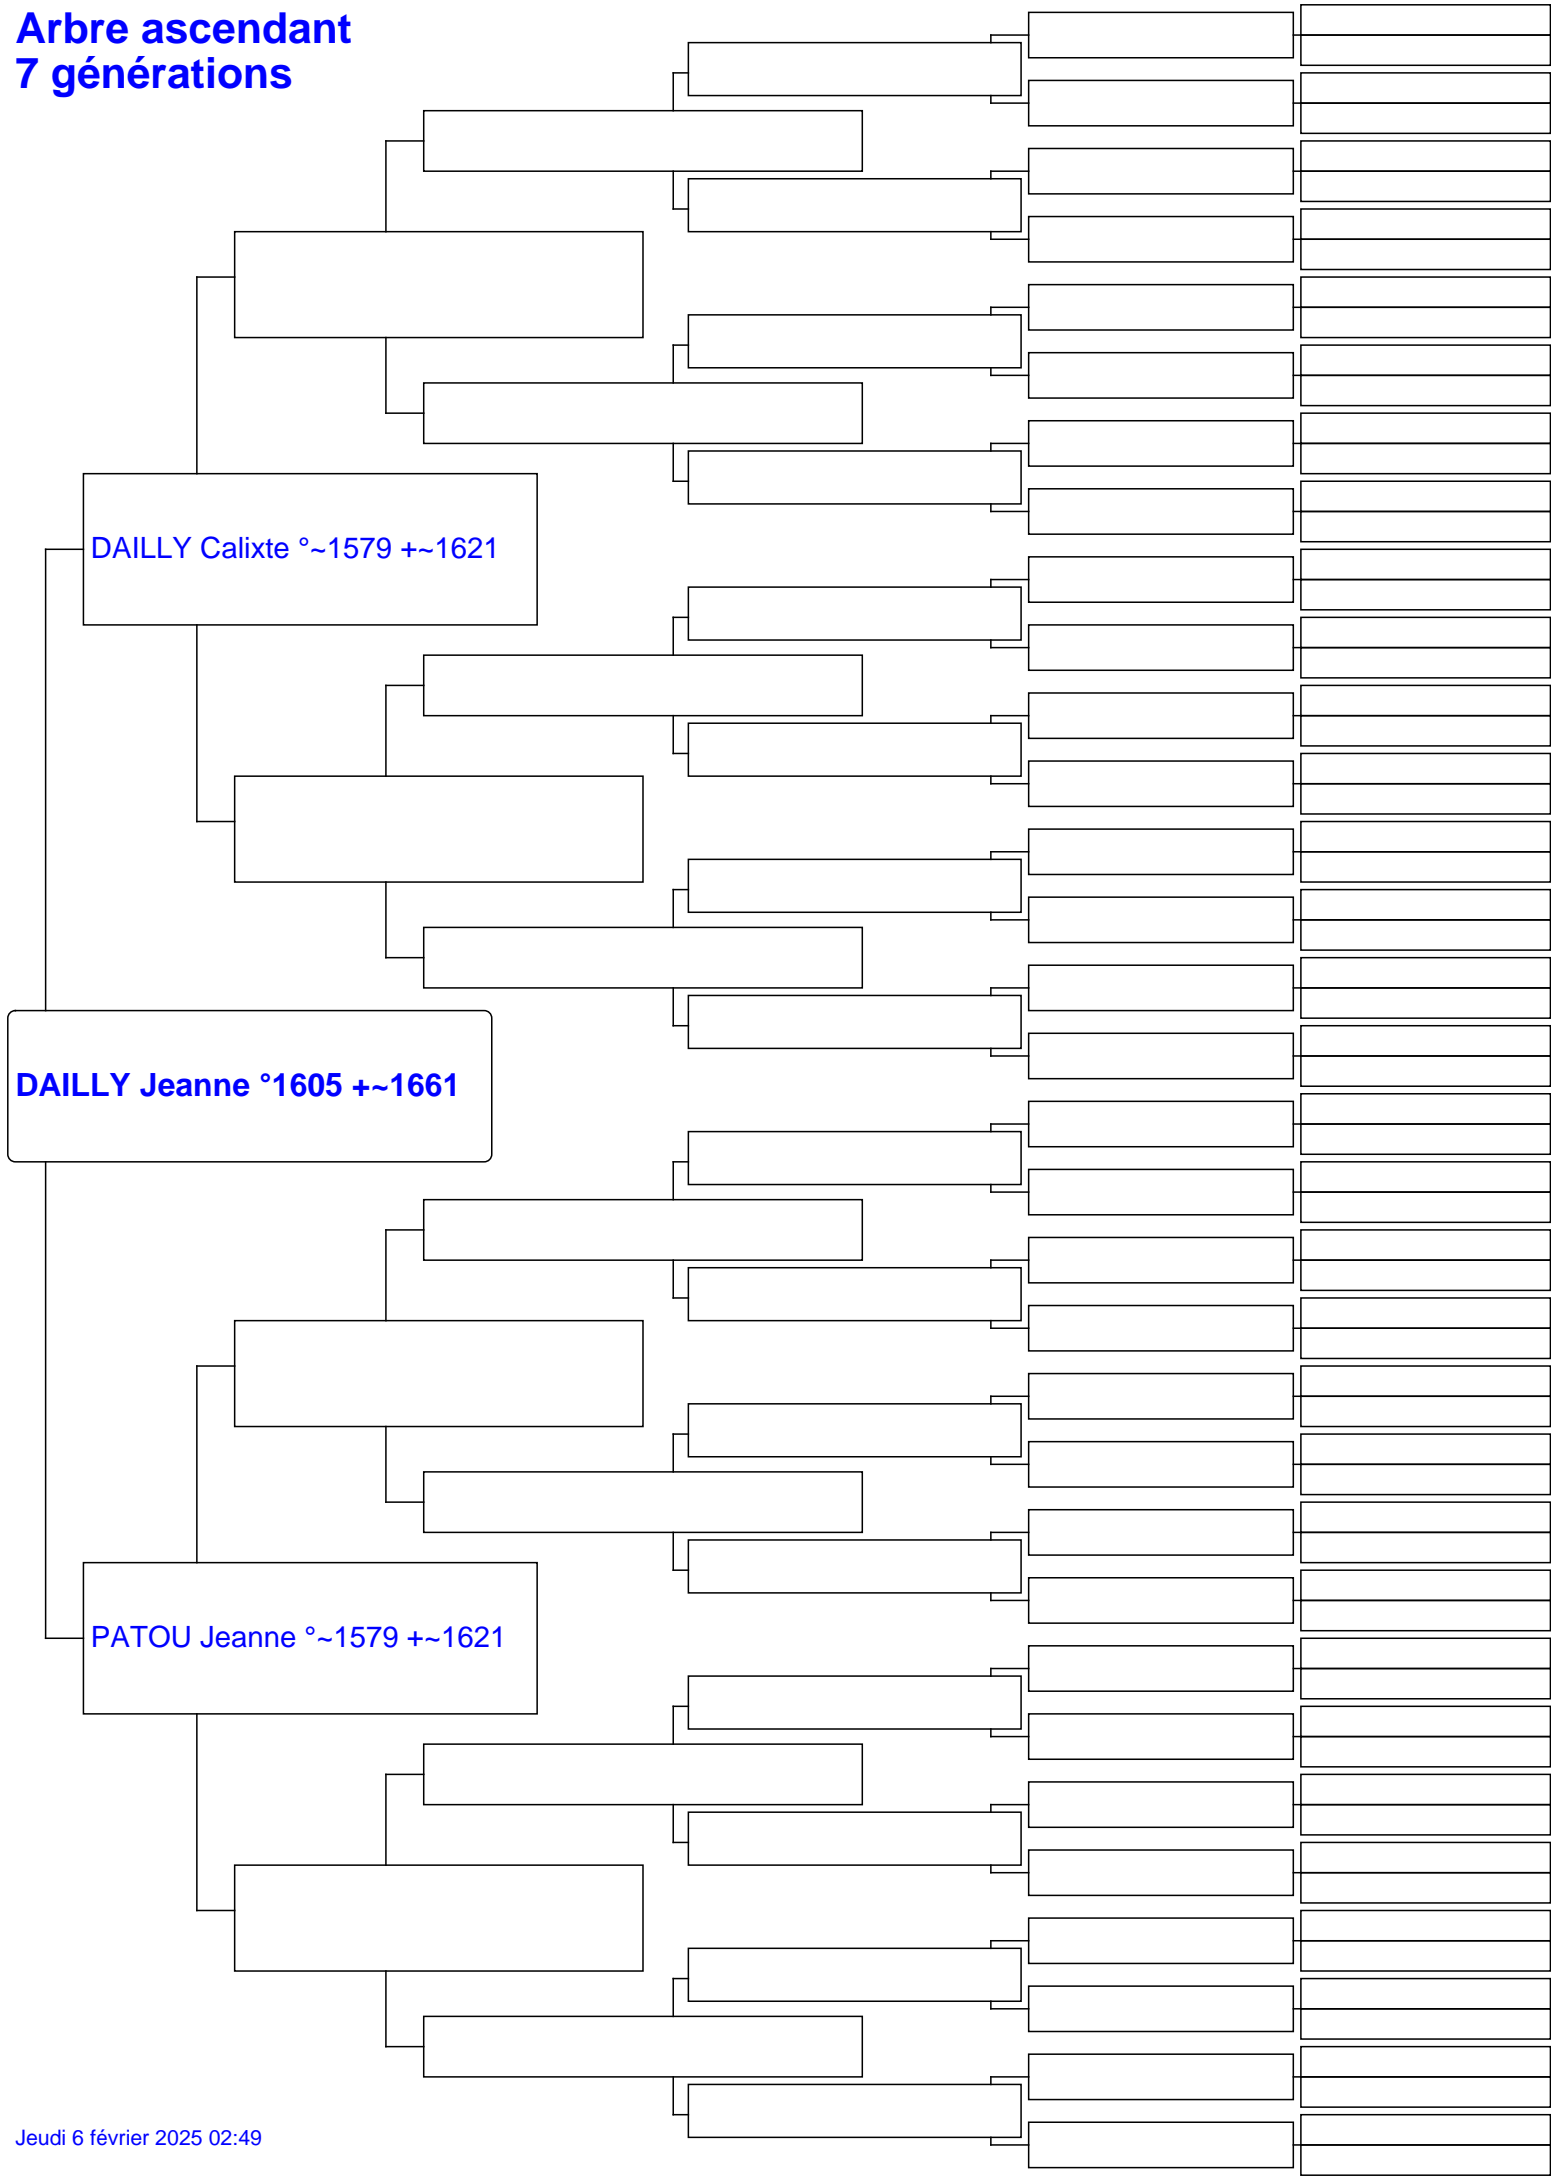 Arbre ascendant
7 générations
DAILLY Calixte °~1579 +~1621
DAILLY Jeanne °1605 +~1661
PATOU Jeanne °~1579 +~1621
Jeudi 6 février 2025 02:49